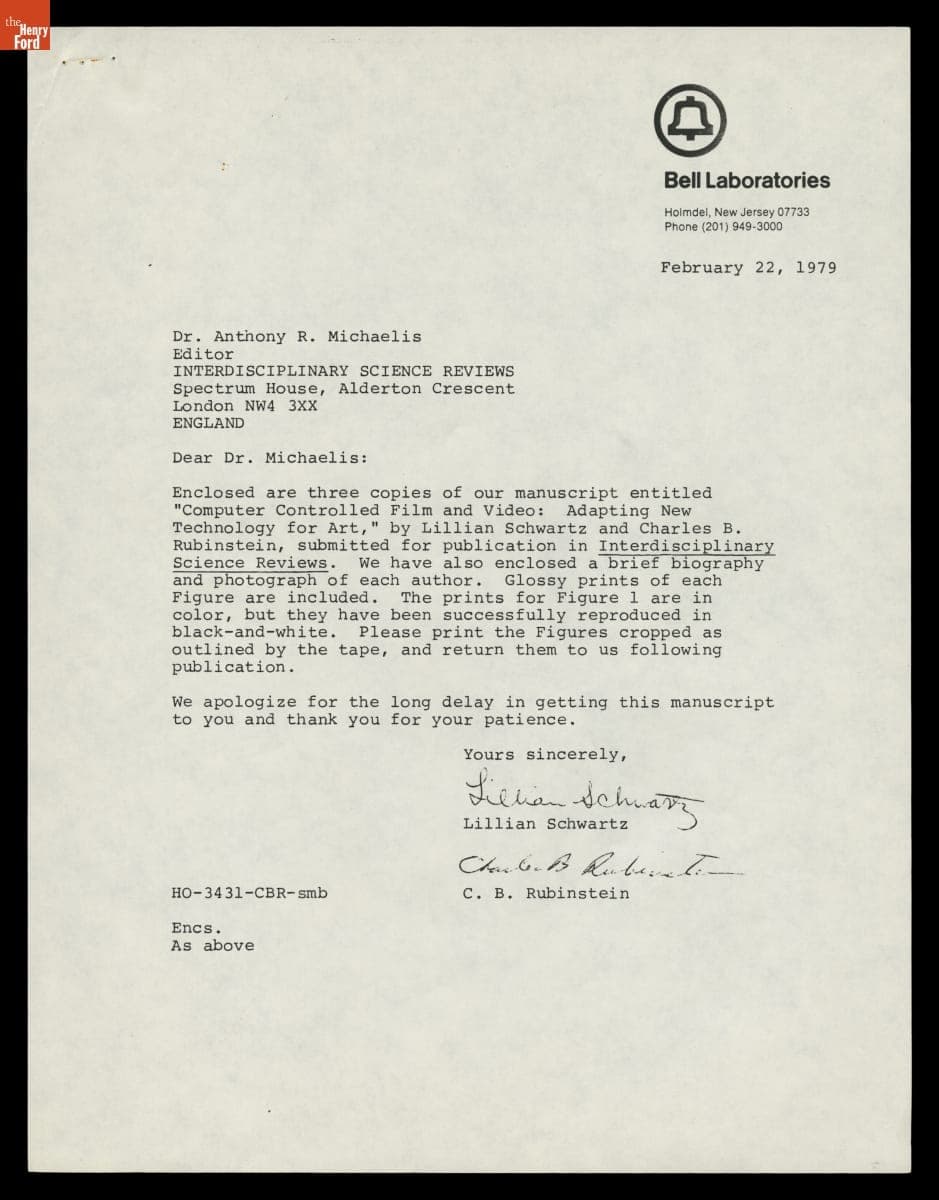 the
Henry
Ford
Bell Laboratories
Holmdel, New Jersey 07733
Phone (201) 949-3000
February 22, 1979
Dr. Anthony R. Michaelis
Editor
INTERDISCIPLINARY SCIENCE REVIEWS
Spectrum House, Alderton Crescent
London NW4 3XX
ENGLAND
Dear Dr. Michaelis:
Enclosed are three copies of our manuscript entitled
"Computer Controlled Film and Video:  Adapting New
Technology for Art," by Lillian Schwartz and Charles B.
Rubinstein, submitted for publication in Interdisciplinary
Science Reviews.  We have also enclosed a brief biography
and photograph of each author.  Glossy prints of each
Figure are included.  The prints for Figure 1 are in
color, but they have been successfully reproduced in
black-and-white.  Please print the Figures cropped as
outlined by the tape, and return them to us following
publication.
We apologize for the long delay in getting this manuscript
to you and thank you for your patience.
Yours sincerely,
Lillian Schwartz
Lillian Schwartz
Charles B Rubinstein
HO-3431-CBR-smb C. B. Rubinstein
Encs.
As above